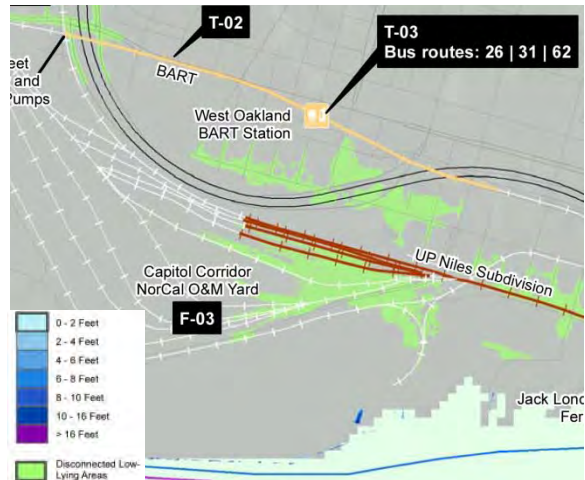 T-02
T-03
Bus routes: 26 | 31 | 62
eet
and
Pumps
BART
West Oakland
BART Station
UP Niles Subdivision
Capitol Corridor
NorCal O&M Yard
F-03
0 - 2 Feet
2 - 4 Feet
4 - 6 Feet
6 - 8 Feet
8 - 10 Feet
10 - 16 Feet
> 16 Feet
Disconnected Low-
Lying Areas
Jack Lond
Fer